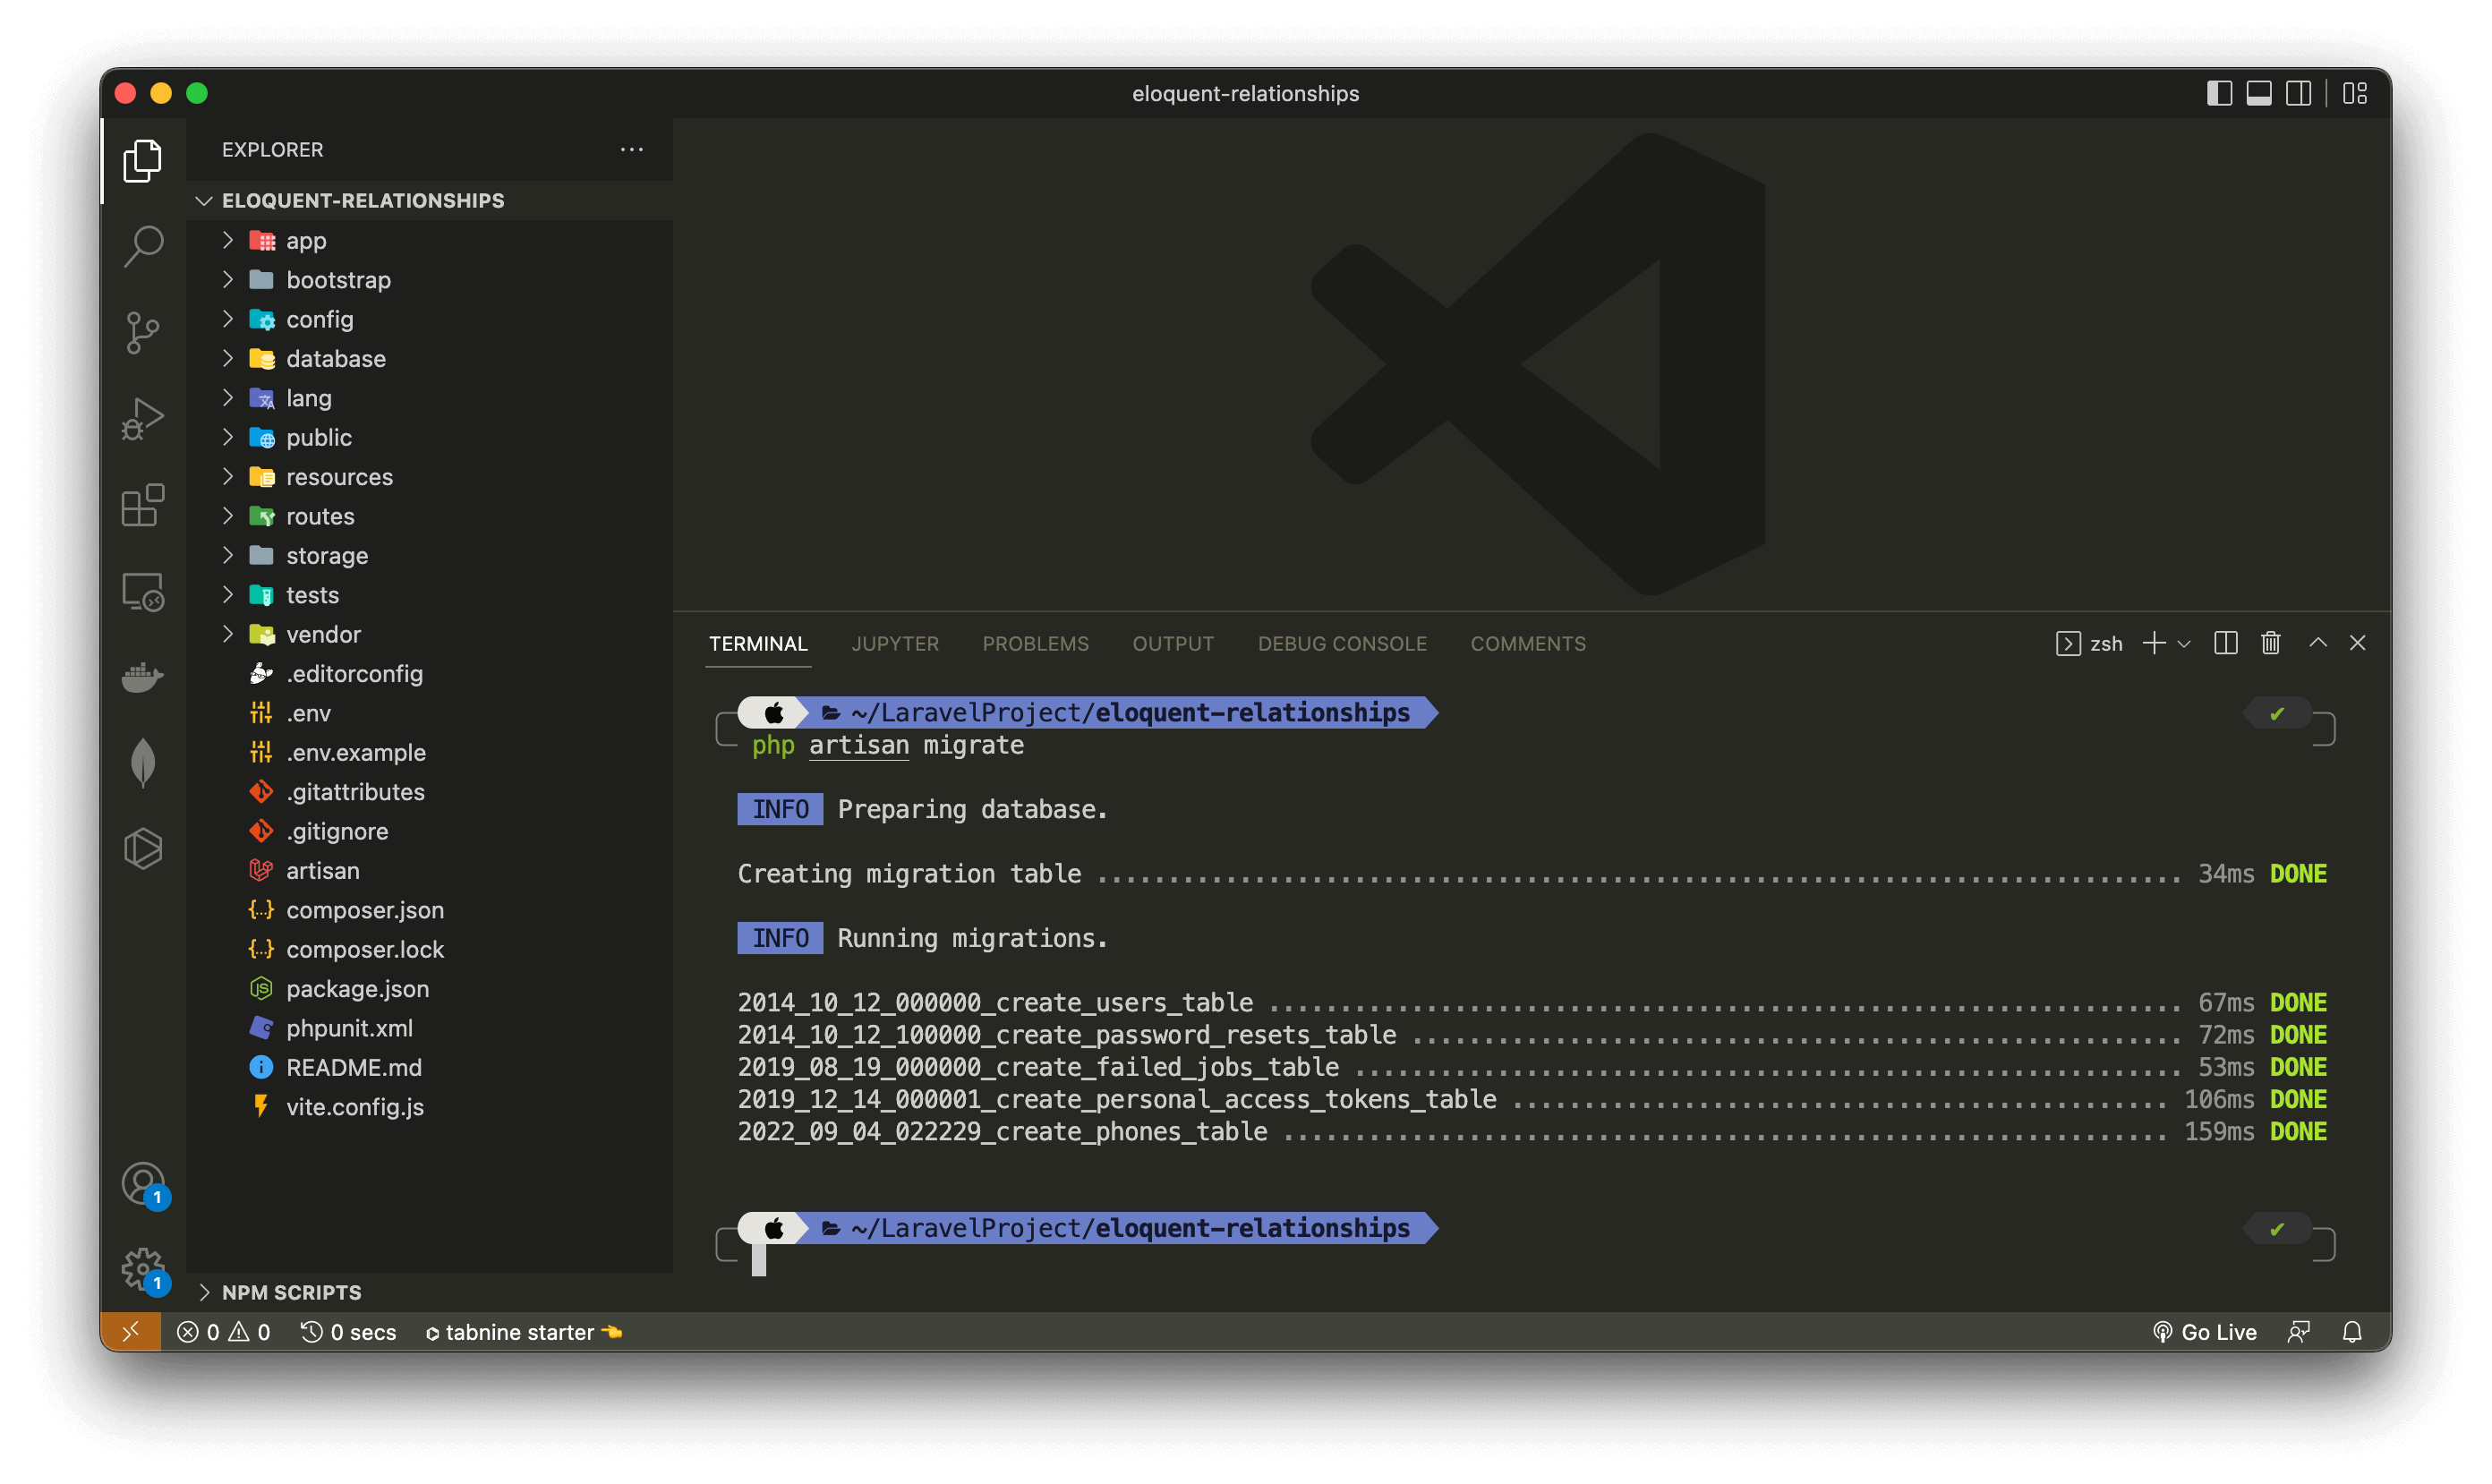 eloquent-relationships
EXPLORER
ELOQUENT-RELATIONSHIPS
app
bootstrap
config
database
lang
public
resources
routes
storage
tests
vendor
.editorconfig
.env
.env.example
.gitattributes
.gitignore
artisan
composer.json
composer.lock
package.json
phpunit.xml
README.md
vite.config.js
NPM SCRIPTS
TERMINAL JUPYTER PROBLEMS OUTPUT DEBUG CONSOLE COMMENTS zsh
~/LaravelProject/eloquent-relationships ✔
php artisan migrate
INFO Preparing database.
Creating migration table ............................................................................ 34ms DONE
INFO Running migrations.
2014_10_12_000000_create_users_table ................................................................ 67ms DONE
2014_10_12_100000_create_password_resets_table ...................................................... 72ms DONE
2019_08_19_000000_create_failed_jobs_table .......................................................... 53ms DONE
2019_12_14_000001_create_personal_access_tokens_table .............................................. 106ms DONE
2022_09_04_022229_create_phones_table .............................................................. 159ms DONE
~/LaravelProject/eloquent-relationships ✔
1
1
0 0 0 secs tabnine starter 👈 Go Live